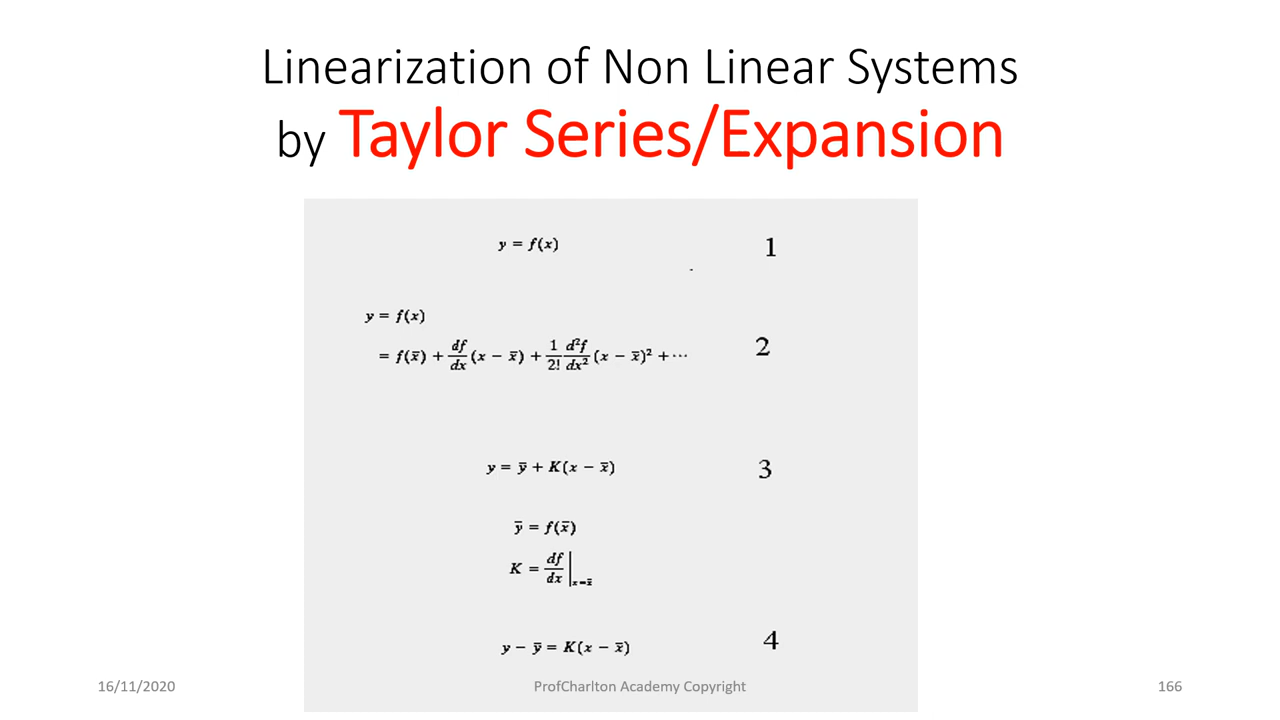 Linearization of Non Linear Systems
by Taylor Series/Expansion
y = f(x) 1
y = f(x)
= f(x̄) + df/dx (x − x̄) + 1/2! d²f/dx² (x − x̄)² + ⋯ 2
y = ȳ + K(x − x̄) 3
ȳ = f(x̄)
K = df/dx |x=x̄
y − ȳ = K(x − x̄) 4
16/11/2020 ProfCharlton Academy Copyright 166